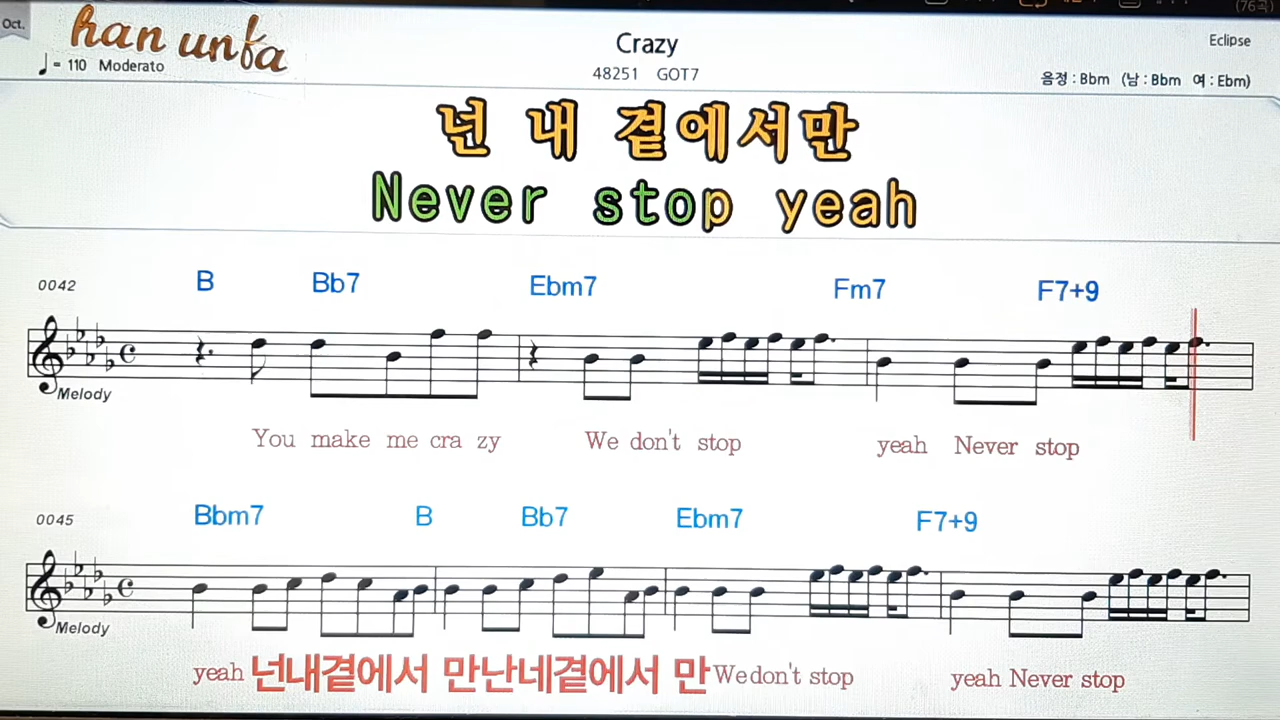 (76곡)
Oct.
han unfa
Crazy
Eclipse
♩= 110 Moderato
48251 GOT7
음정 : Bbm (남 : Bbm 여 : Ebm)
넌 내 곁에서만
Never stop yeah
0042 B Bb7 Ebm7 Fm7 F7+9
Melody
You make me cra zy We don't stop yeah Never stop
0045 Bbm7 B Bb7 Ebm7 F7+9
Melody
yeah 넌내곁에서 만난네곁에서 만 We don't stop yeah Never stop